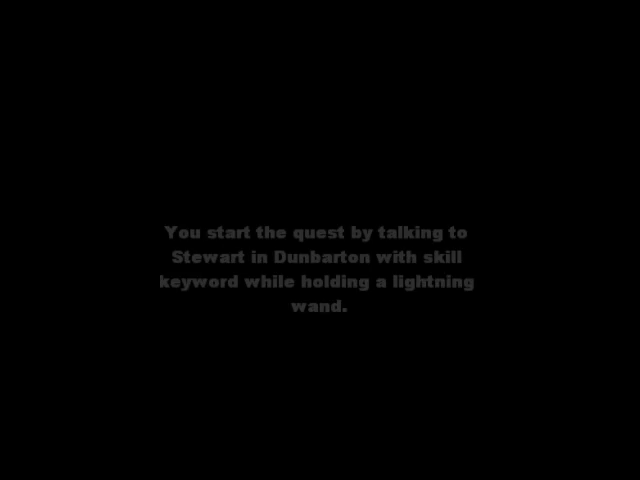 You start the quest by talking to
Stewart in Dunbarton with skill
keyword while holding a lightning
wand.